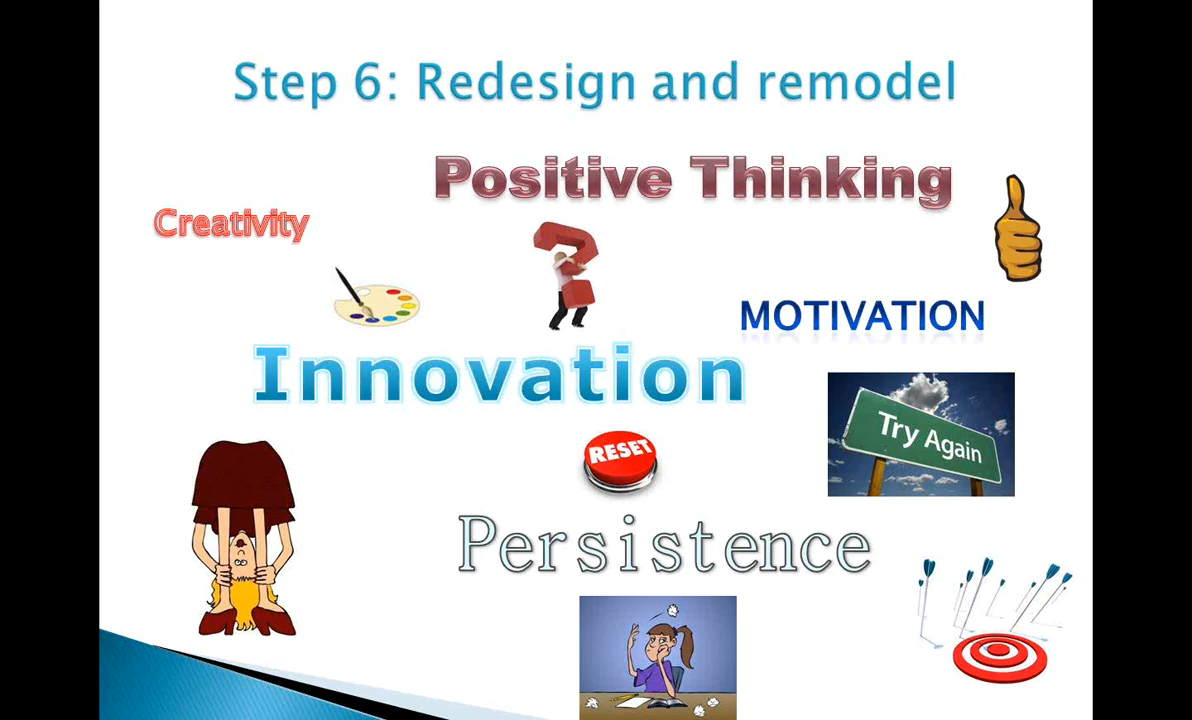 Step 6: Redesign and remodel
Positive Thinking
Creativity
MOTIVATION
Innovation
Try Again
RESET
Persistence